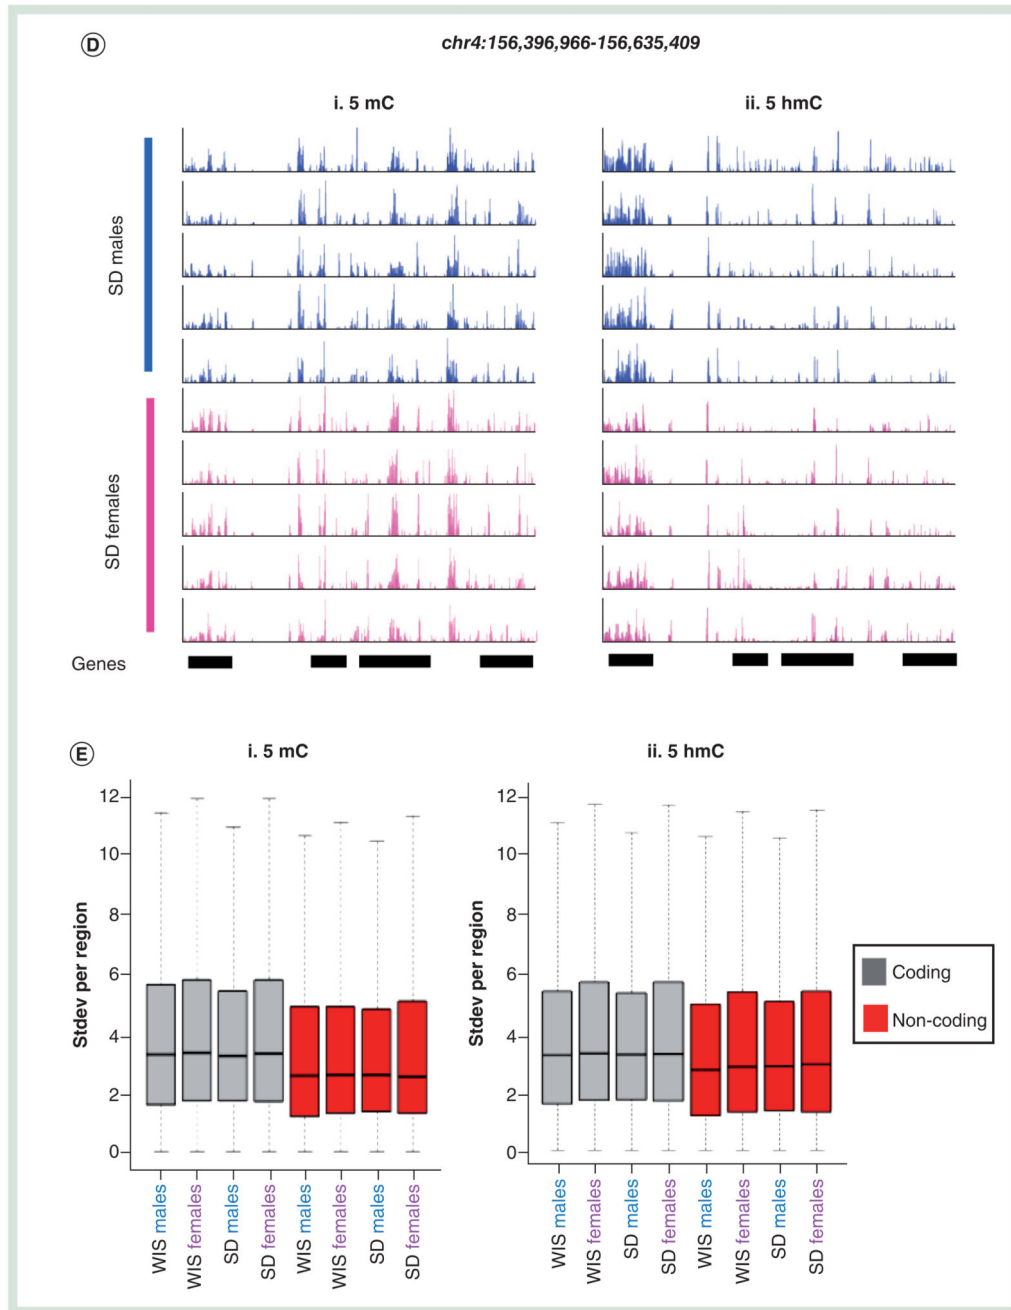 D
chr4:156,396,966-156,635,409
i. 5 mC
ii. 5 hmC
SD males
SD females
Genes
E
i. 5 mC
ii. 5 hmC
Stdev per region
12
10
8
6
4
2
0
WIS males
WIS females
SD males
SD females
WIS males
WIS females
SD males
SD females
Stdev per region
12
10
8
6
4
2
0
WIS males
WIS females
SD males
SD females
WIS males
WIS females
SD males
SD females
Coding
Non-coding